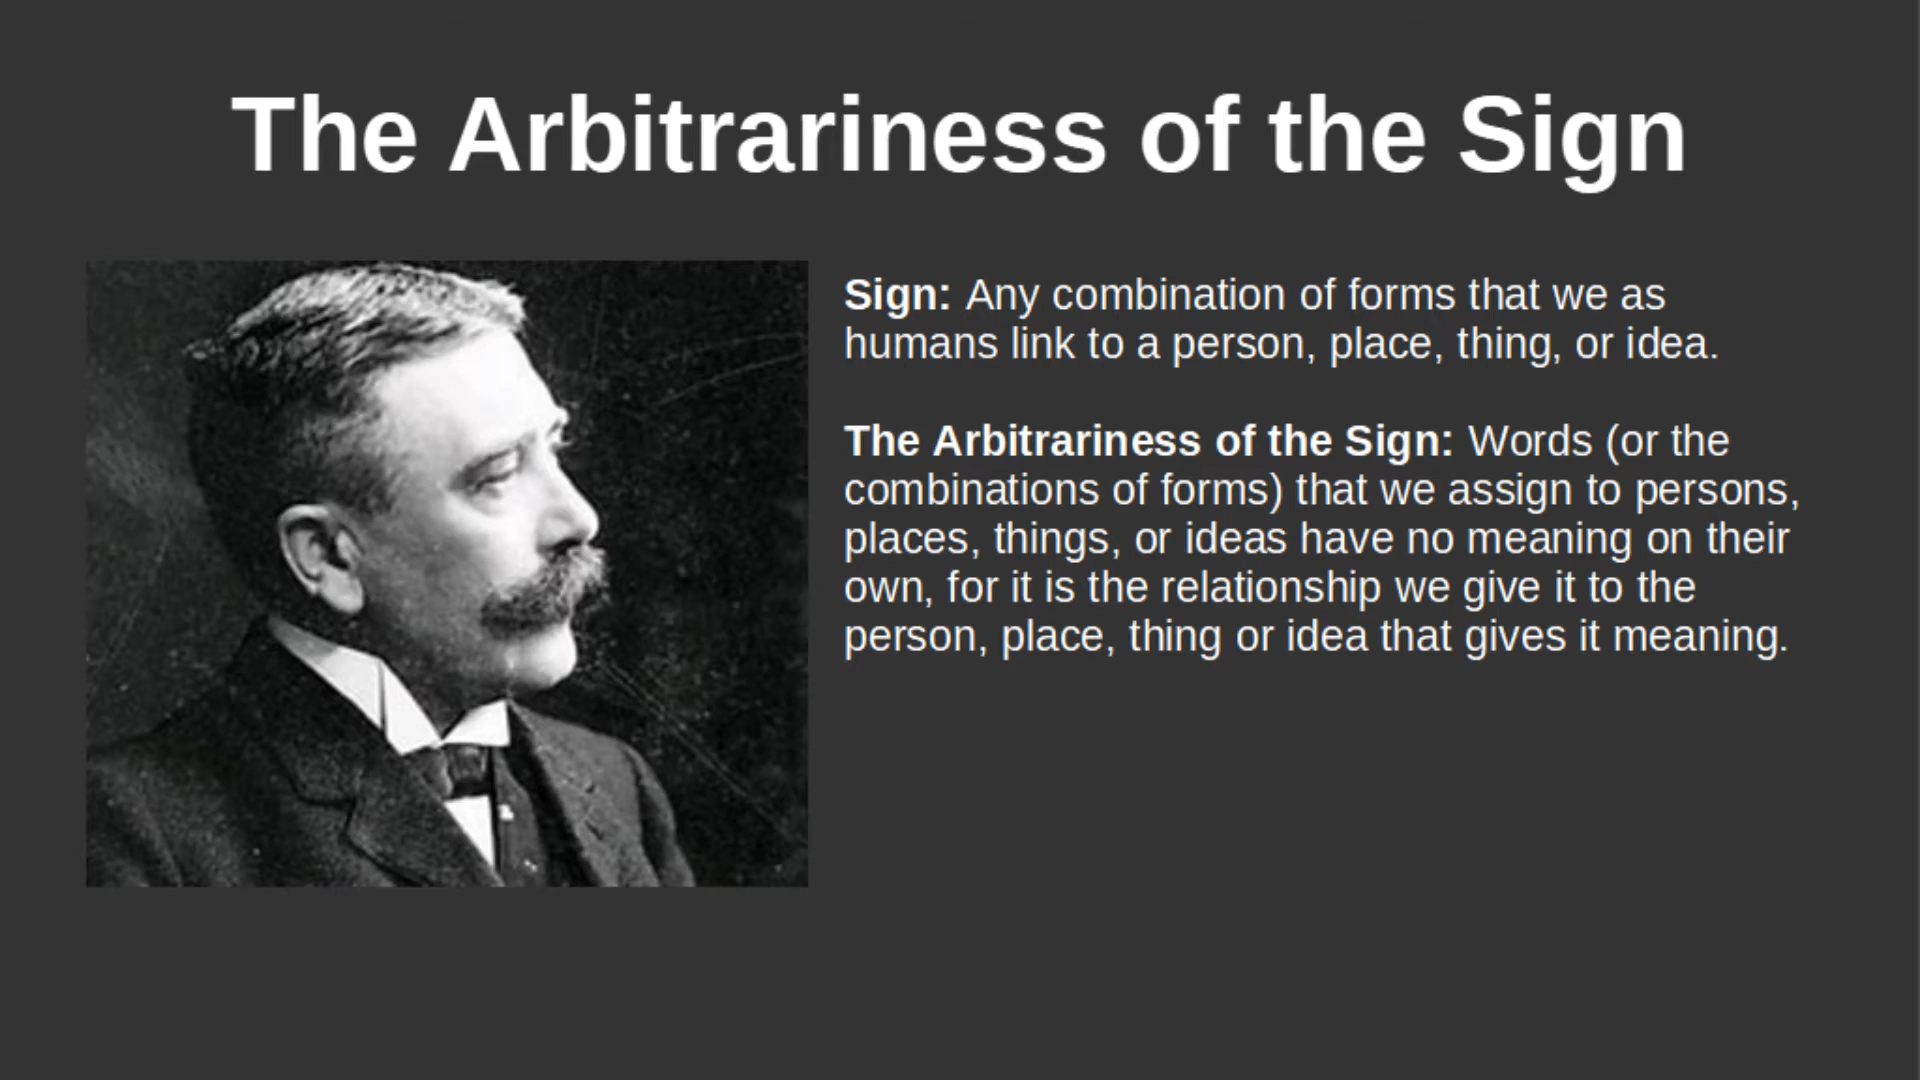 The Arbitrariness of the Sign
Sign: Any combination of forms that we as
humans link to a person, place, thing, or idea.
The Arbitrariness of the Sign: Words (or the
combinations of forms) that we assign to persons,
places, things, or ideas have no meaning on their
own, for it is the relationship we give it to the
person, place, thing or idea that gives it meaning.